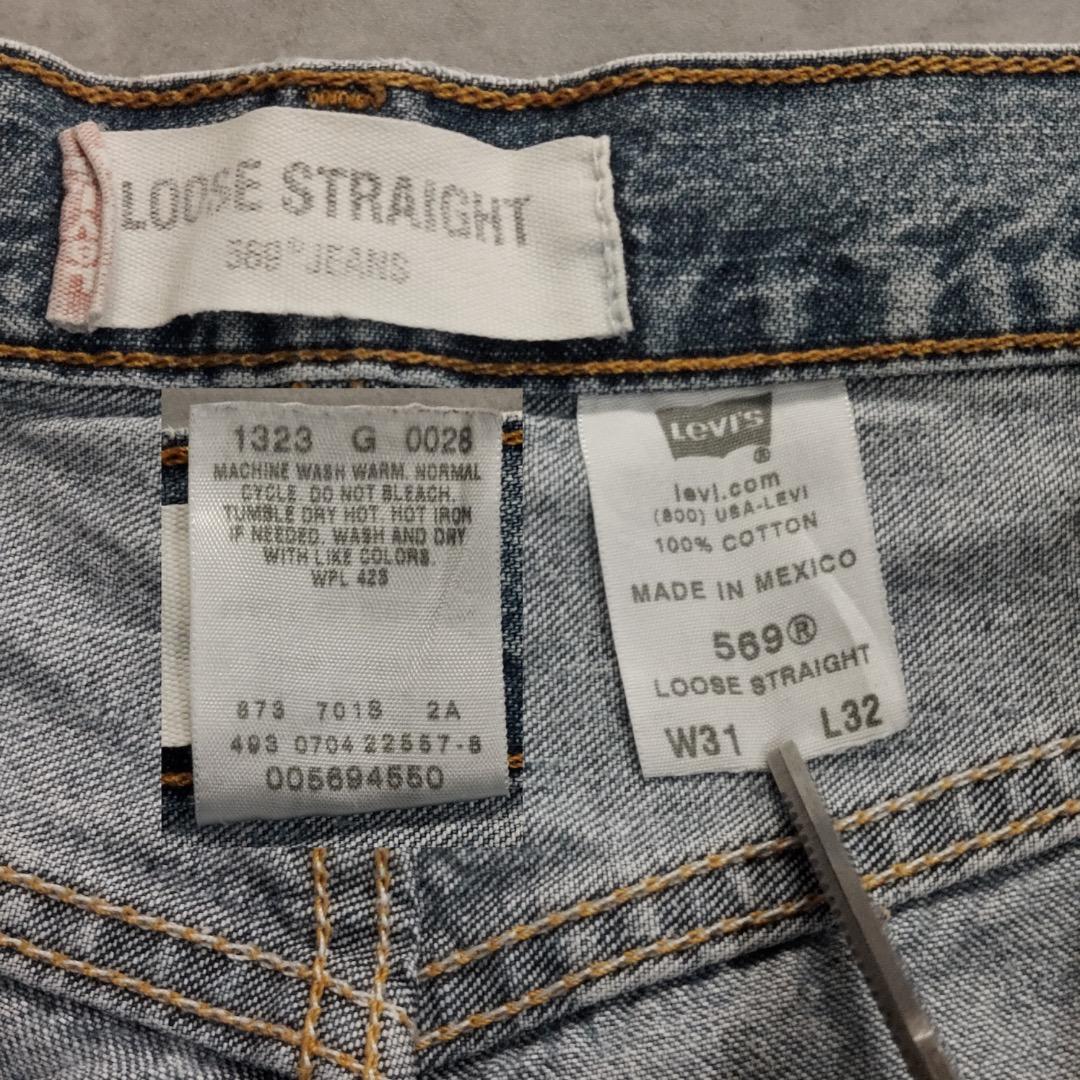 LOOSE STRAIGHT
569® JEANS
1323 G 0028
MACHINE WASH WARM. NORMAL
CYCLE. DO NOT BLEACH.
TUMBLE DRY HOT. HOT IRON
IF NEEDED. WASH AND DRY
WITH LIKE COLORS.
WPL 423
873 7018 2A
493 0704 22557-8
005694550
Levi's
®
levi.com
(800) USA-LEVI
100% COTTON
MADE IN MEXICO
569®
LOOSE STRAIGHT
W31 L32